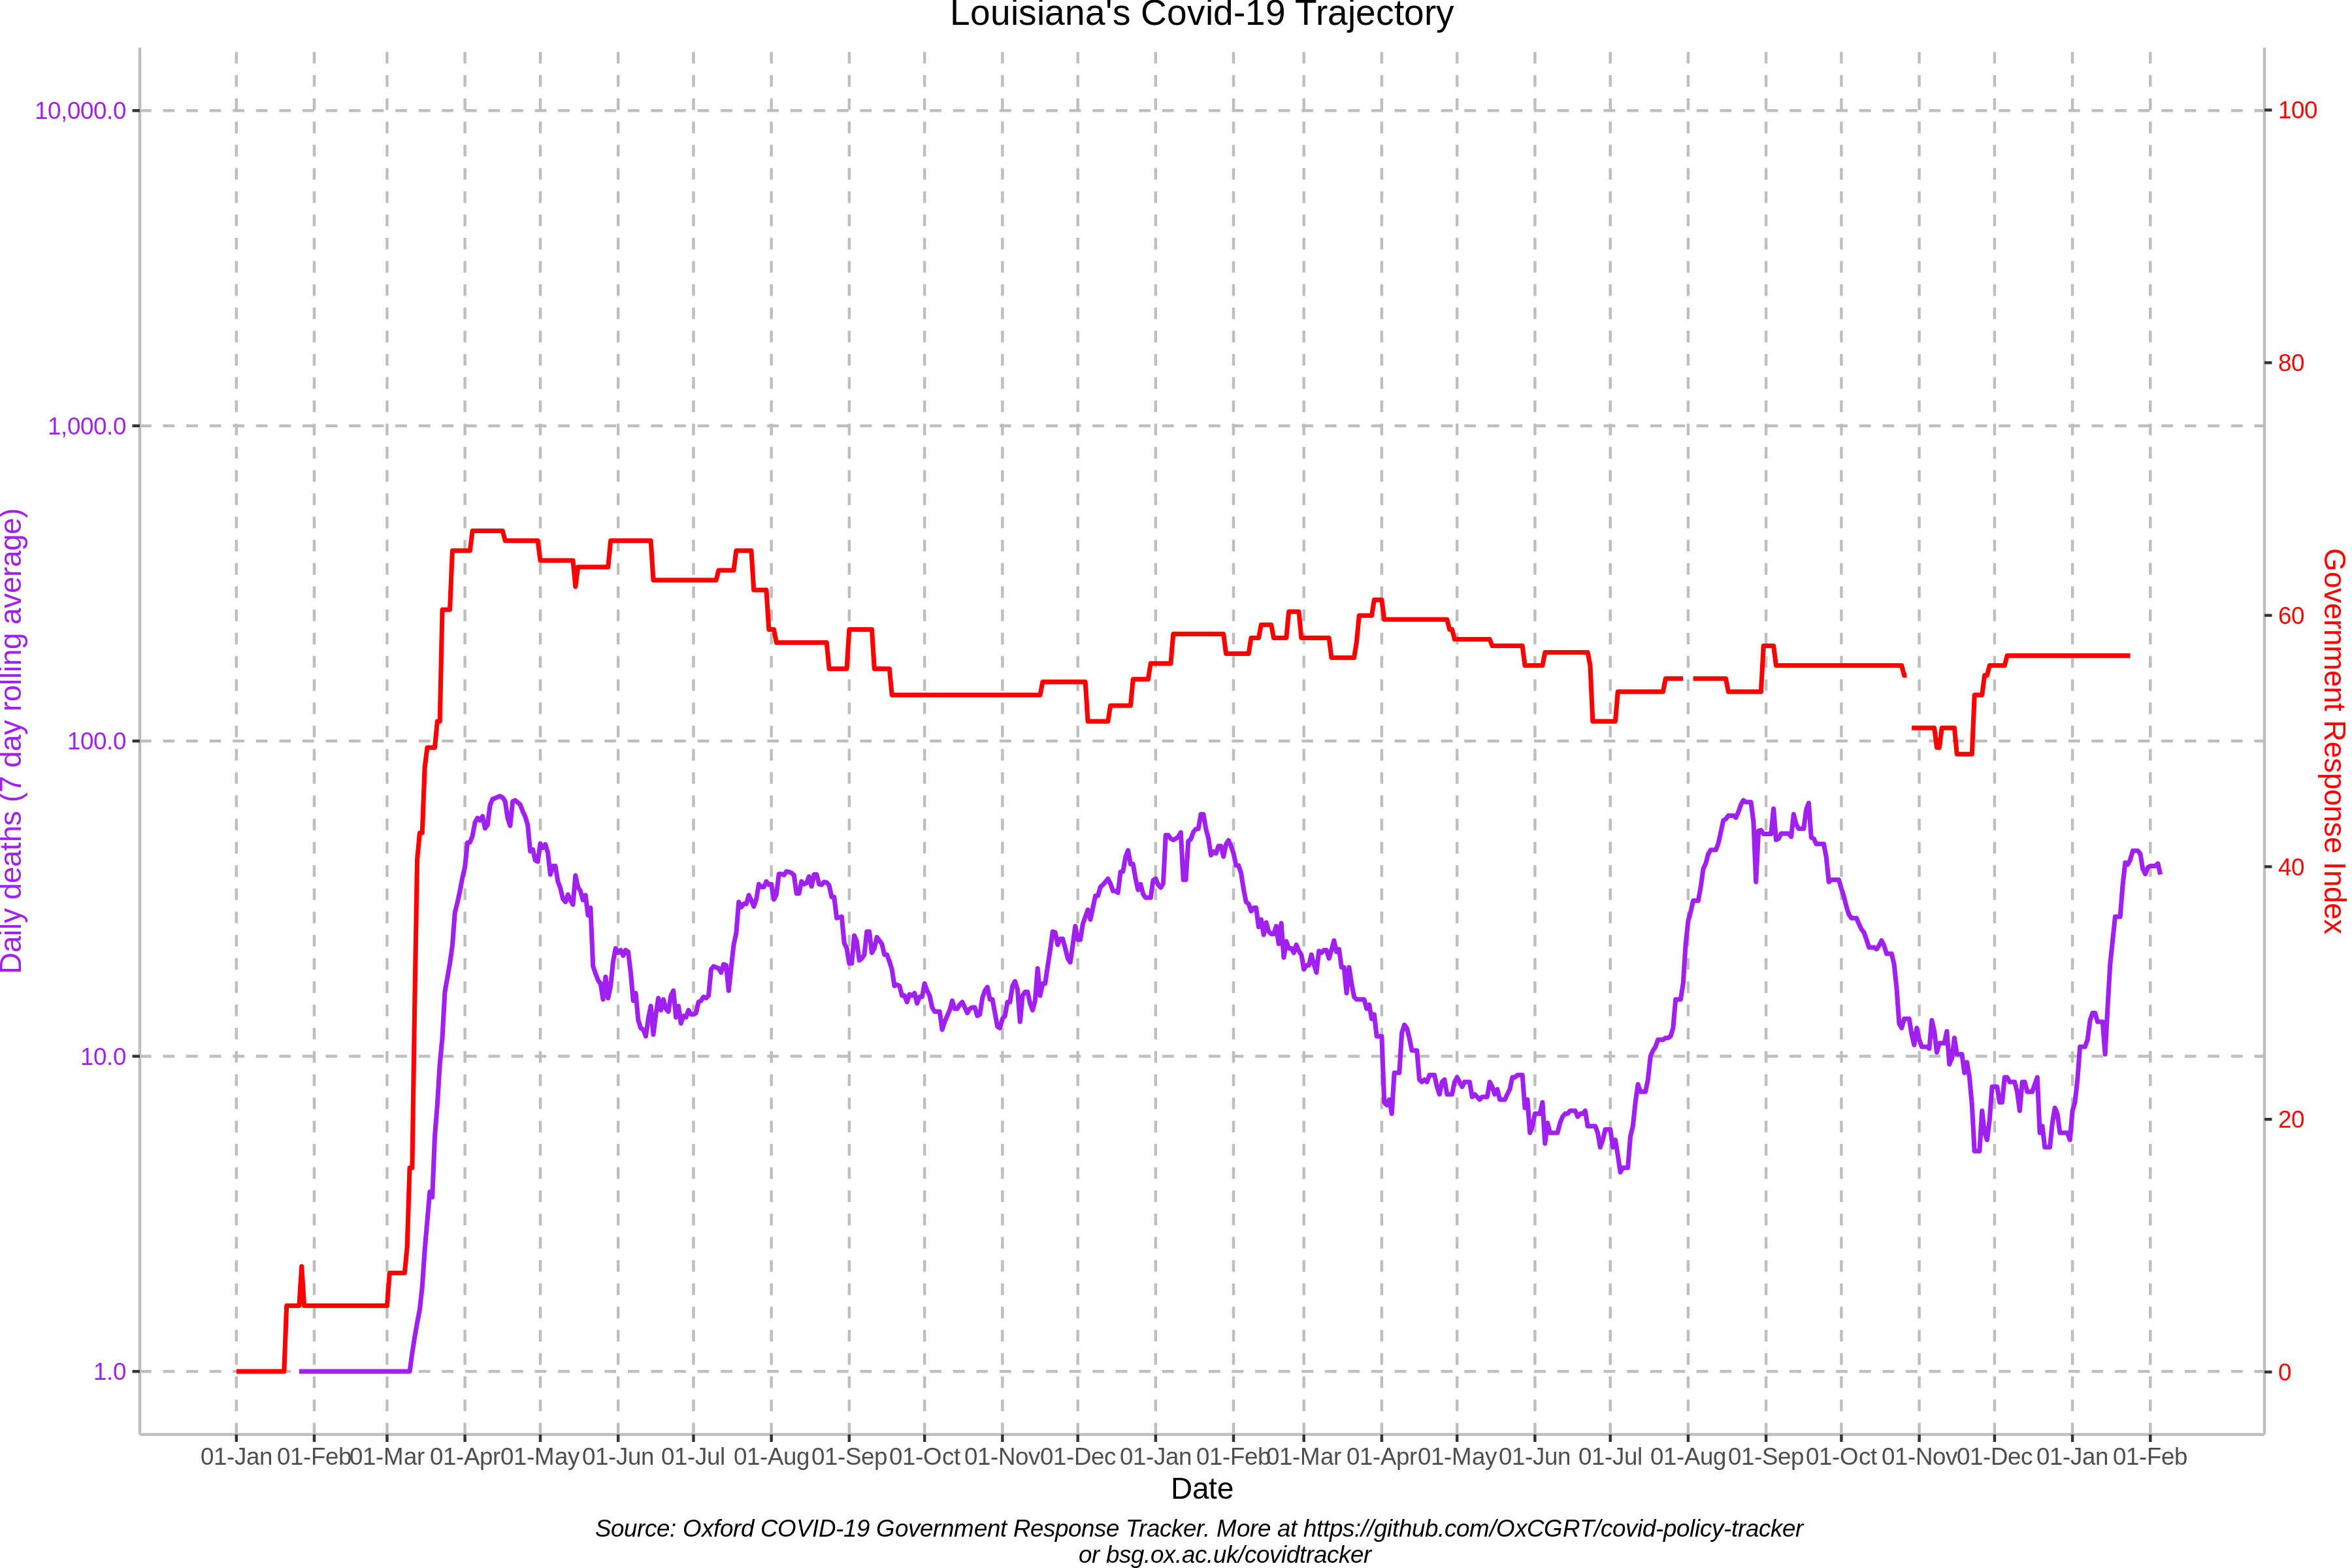 Louisiana's Covid-19 Trajectory
10,000.0
1,000.0
100.0
10.0
1.0
Daily deaths (7 day rolling average)
100
80
60
40
20
0
Government Response Index
01-Jan 01-Feb 01-Mar 01-Apr 01-May 01-Jun 01-Jul 01-Aug 01-Sep 01-Oct 01-Nov 01-Dec 01-Jan 01-Feb 01-Mar 01-Apr 01-May 01-Jun 01-Jul 01-Aug 01-Sep 01-Oct 01-Nov 01-Dec 01-Jan 01-Feb
Date
Source: Oxford COVID-19 Government Response Tracker. More at https://github.com/OxCGRT/covid-policy-tracker
or bsg.ox.ac.uk/covidtracker